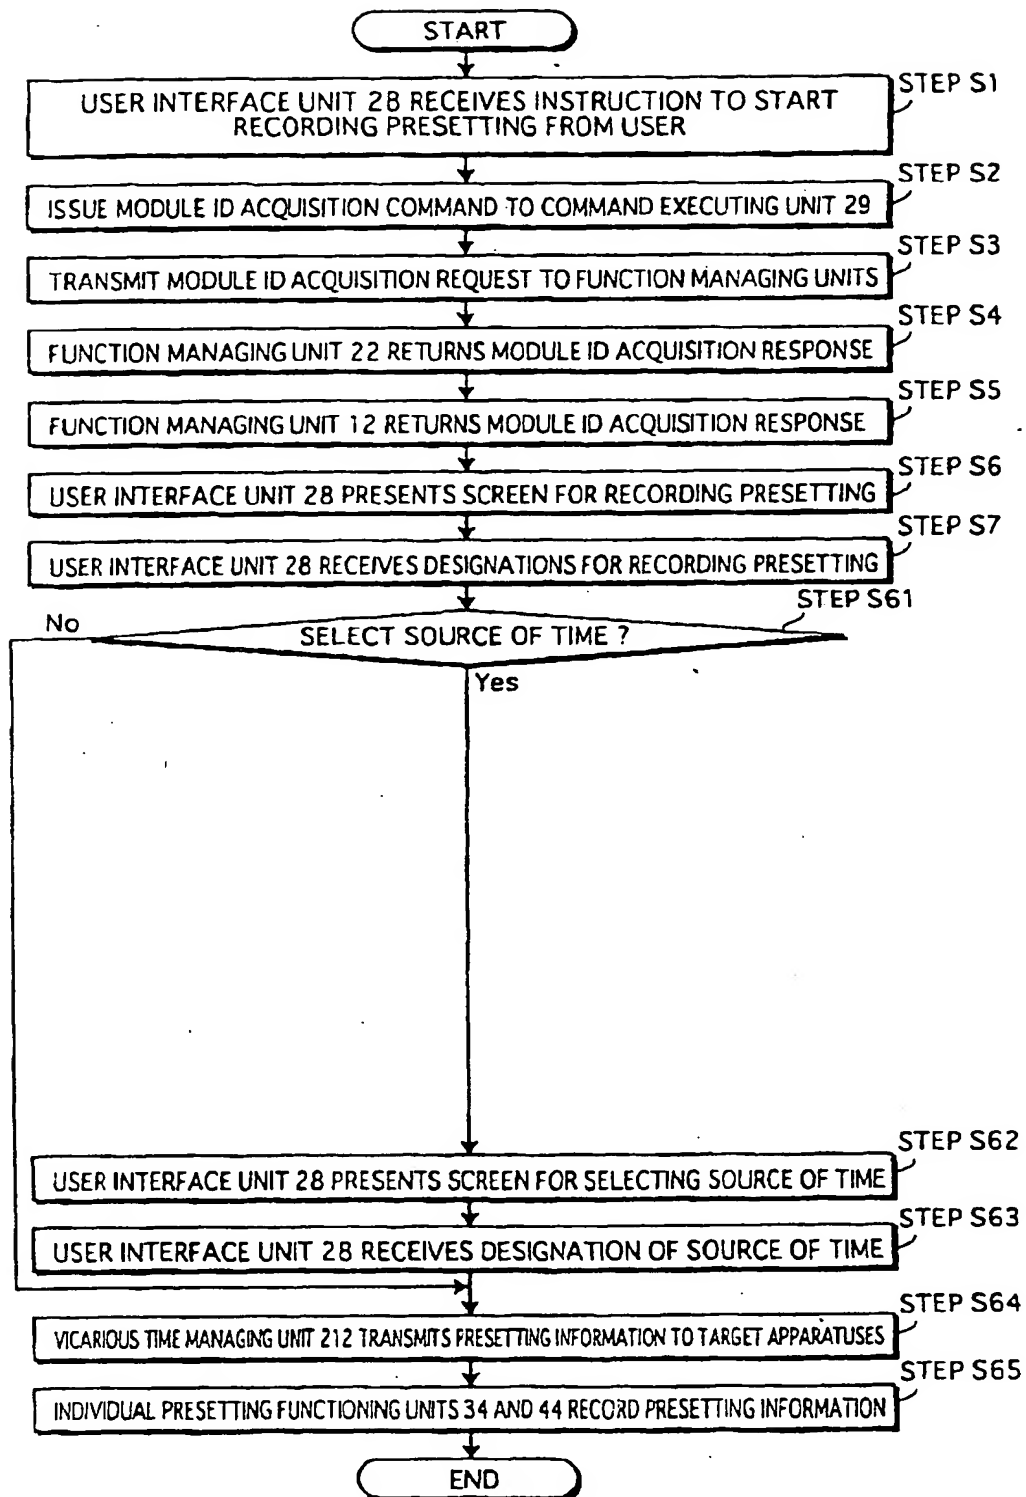 START
STEP S1
USER INTERFACE UNIT 28 RECEIVES INSTRUCTION TO START
RECORDING PRESETTING FROM USER
STEP S2
ISSUE MODULE ID ACQUISITION COMMAND TO COMMAND EXECUTING UNIT 29
STEP S3
TRANSMIT MODULE ID ACQUISITION REQUEST TO FUNCTION MANAGING UNITS
STEP S4
FUNCTION MANAGING UNIT 22 RETURNS MODULE ID ACQUISITION RESPONSE
STEP S5
FUNCTION MANAGING UNIT 12 RETURNS MODULE ID ACQUISITION RESPONSE
STEP S6
USER INTERFACE UNIT 28 PRESENTS SCREEN FOR RECORDING PRESETTING
STEP S7
USER INTERFACE UNIT 28 RECEIVES DESIGNATIONS FOR RECORDING PRESETTING
STEP S61
No
SELECT SOURCE OF TIME ?
Yes
STEP S62
USER INTERFACE UNIT 28 PRESENTS SCREEN FOR SELECTING SOURCE OF TIME
STEP S63
USER INTERFACE UNIT 28 RECEIVES DESIGNATION OF SOURCE OF TIME
STEP S64
VICARIOUS TIME MANAGING UNIT 212 TRANSMITS PRESETTING INFORMATION TO TARGET APPARATUSES
STEP S65
INDIVIDUAL PRESETTING FUNCTIONING UNITS 34 AND 44 RECORD PRESETTING INFORMATION
END